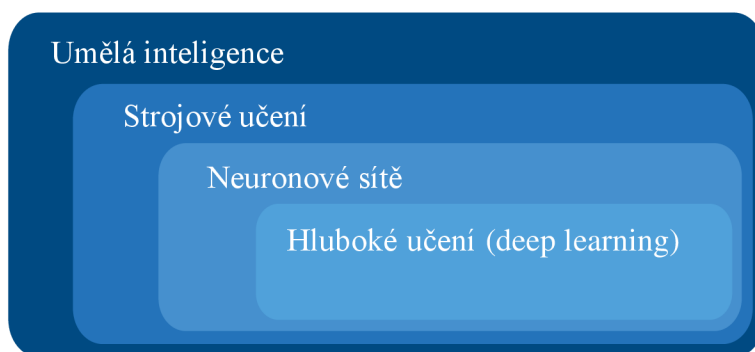 Umělá inteligence
Strojové učení
Neuronové sítě
Hluboké učení (deep learning)